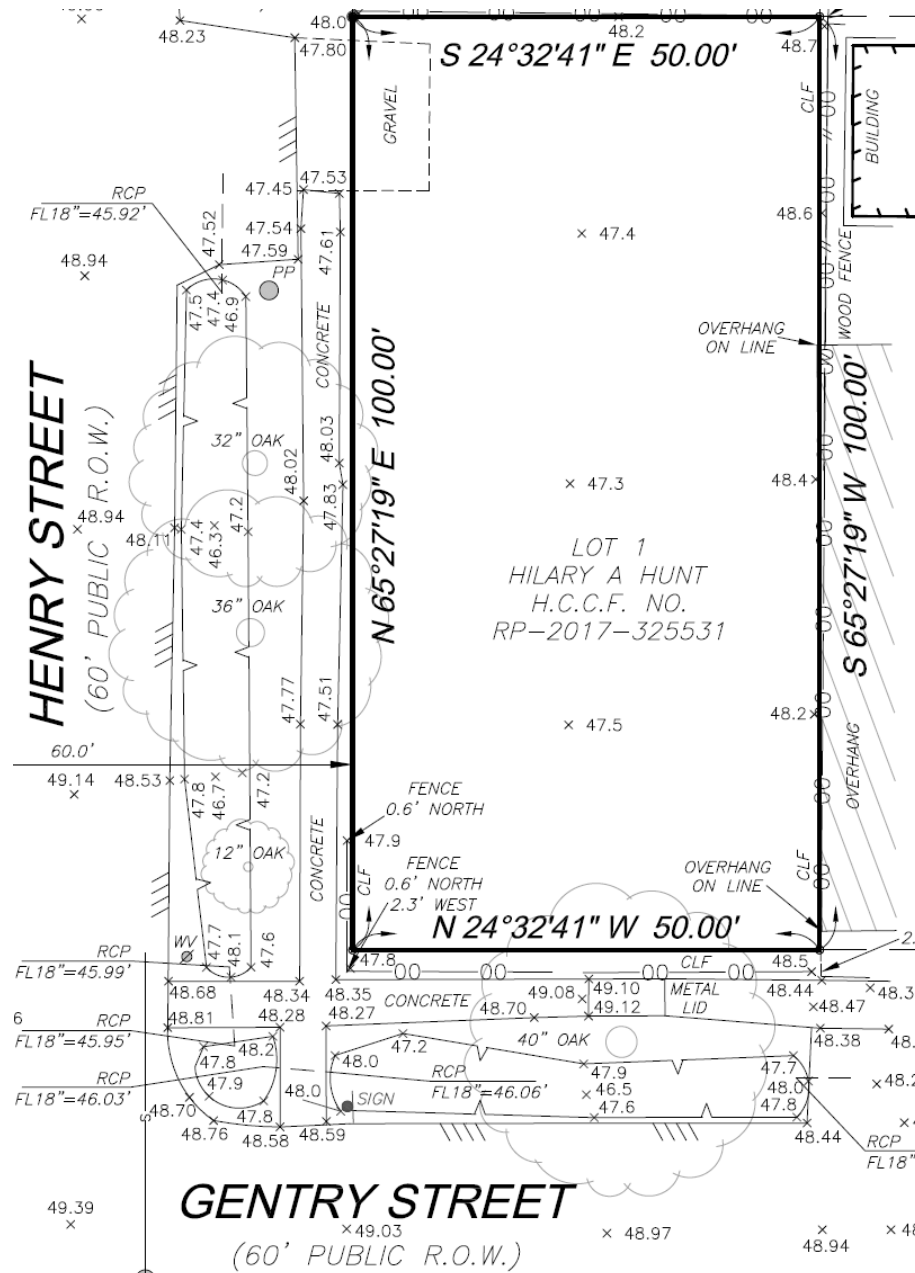 48.23
48.0
47.80
48.2
48.7
S 24°32'41" E 50.00'
CLF
GRAVEL
BUILDING
RCP
FL18"=45.92'
47.45
47.53
47.52
47.54
47.59
47.61
48.6
47.4
48.94
PP
47.5
47.4
46.9
CONCRETE
WOOD FENCE
OVERHANG
ON LINE
HENRY STREET
(60' PUBLIC R.O.W.)
N 65°27'19" E 100.00'
S 65°27'19" W 100.00'
32" OAK
48.03
48.02
47.83
47.3
48.4
48.94
48.11
47.4
46.3
47.2
LOT 1
HILARY A HUNT
H.C.C.F. NO.
RP-2017-325531
36" OAK
47.77
47.51
47.5
48.2
60.0'
49.14
48.53
47.8
46.7
47.2
FENCE
0.6' NORTH
OVERHANG
47.9
12" OAK
CONCRETE
CLF
FENCE
0.6' NORTH
2.3' WEST
OVERHANG
ON LINE
CLF
N 24°32'41" W 50.00'
WV
47.7
48.1
47.6
RCP
FL18"=45.99'
47.8
CLF
48.5
48.68
48.34
48.35
CONCRETE
49.08
49.10
49.12
METAL
LID
48.44
48.47
48.81
48.28
48.27
48.70
48.38
RCP
FL18"=45.95'
47.8
48.2
47.2
40" OAK
48.0
47.9
47.7
RCP
FL18"=46.03'
47.9
RCP
FL18"=46.06'
46.5
48.0
48.70
47.8
48.0
SIGN
47.6
47.8
48.76
48.58
48.59
48.44
RCP
FL18"
S
GENTRY STREET
(60' PUBLIC R.O.W.)
49.39
49.03
48.97
48.94